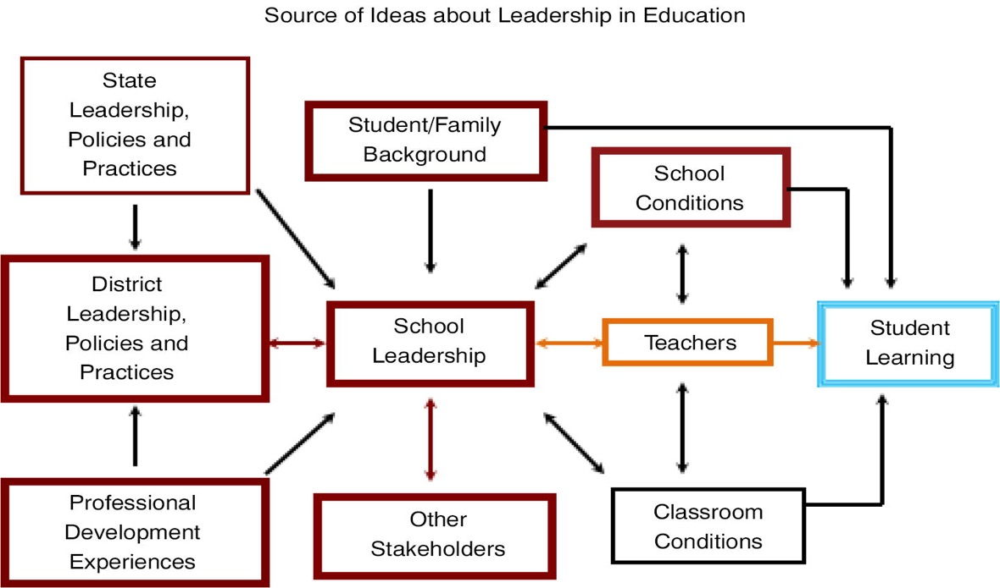 Source of Ideas about Leadership in Education
State
Leadership,
Policies and
Practices
Student/Family
Background
School
Conditions
District
Leadership,
Policies and
Practices
School
Leadership
Teachers
Student
Learning
Professional
Development
Experiences
Other
Stakeholders
Classroom
Conditions